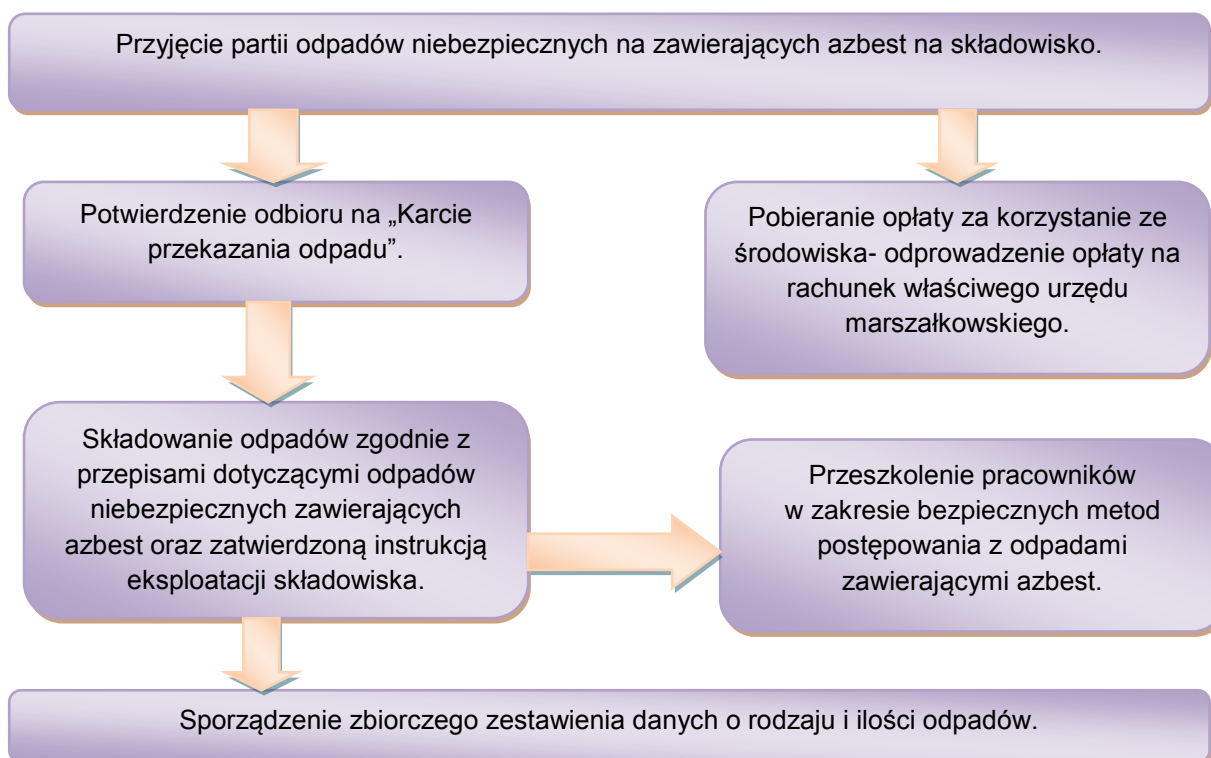 Przyjęcie partii odpadów niebezpiecznych na zawierających azbest na składowisko.
Potwierdzenie odbioru na „Karcie
przekazania odpadu”.
Pobieranie opłaty za korzystanie ze
środowiska- odprowadzenie opłaty na
rachunek właściwego urzędu
marszałkowskiego.
Składowanie odpadów zgodnie z
przepisami dotyczącymi odpadów
niebezpiecznych zawierających
azbest oraz zatwierdzoną instrukcją
eksploatacji składowiska.
Przeszkolenie pracowników
w zakresie bezpiecznych metod
postępowania z odpadami
zawierającymi azbest.
Sporządzenie zbiorczego zestawienia danych o rodzaju i ilości odpadów.